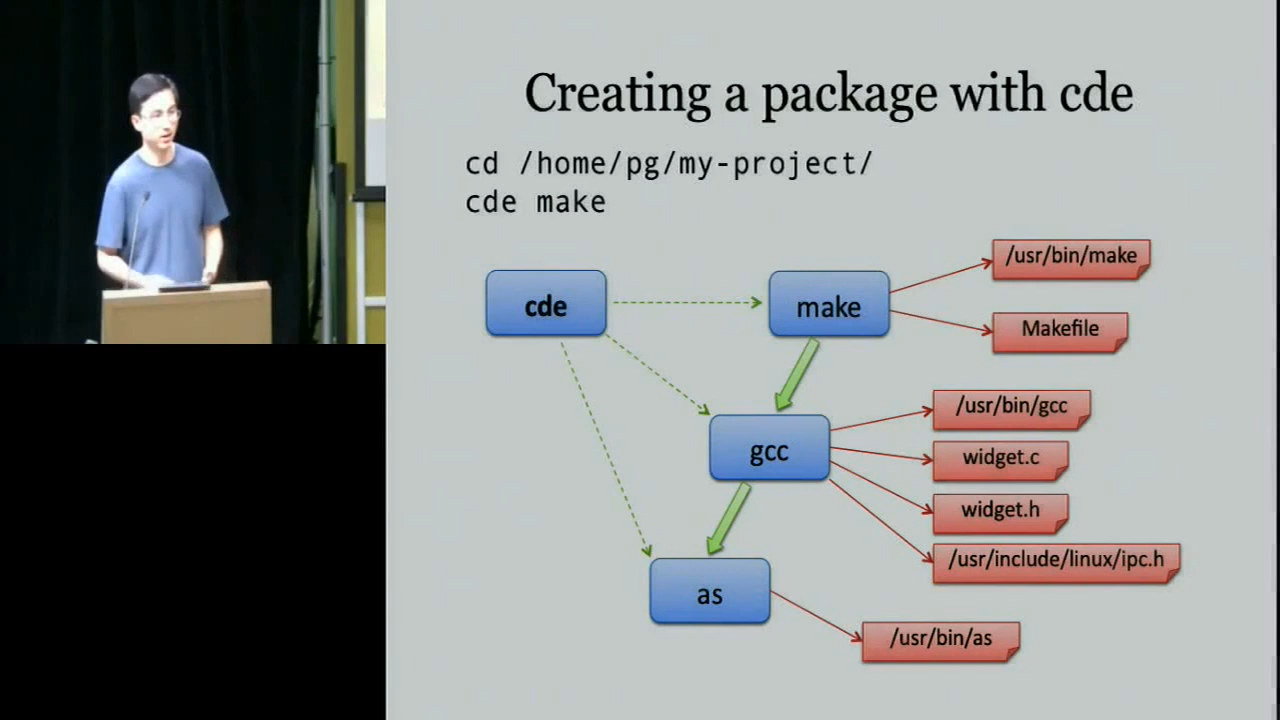 Creating a package with cde
cd /home/pg/my-project/
cde make
cde
make
/usr/bin/make
Makefile
gcc
/usr/bin/gcc
widget.c
widget.h
/usr/include/linux/ipc.h
as
/usr/bin/as